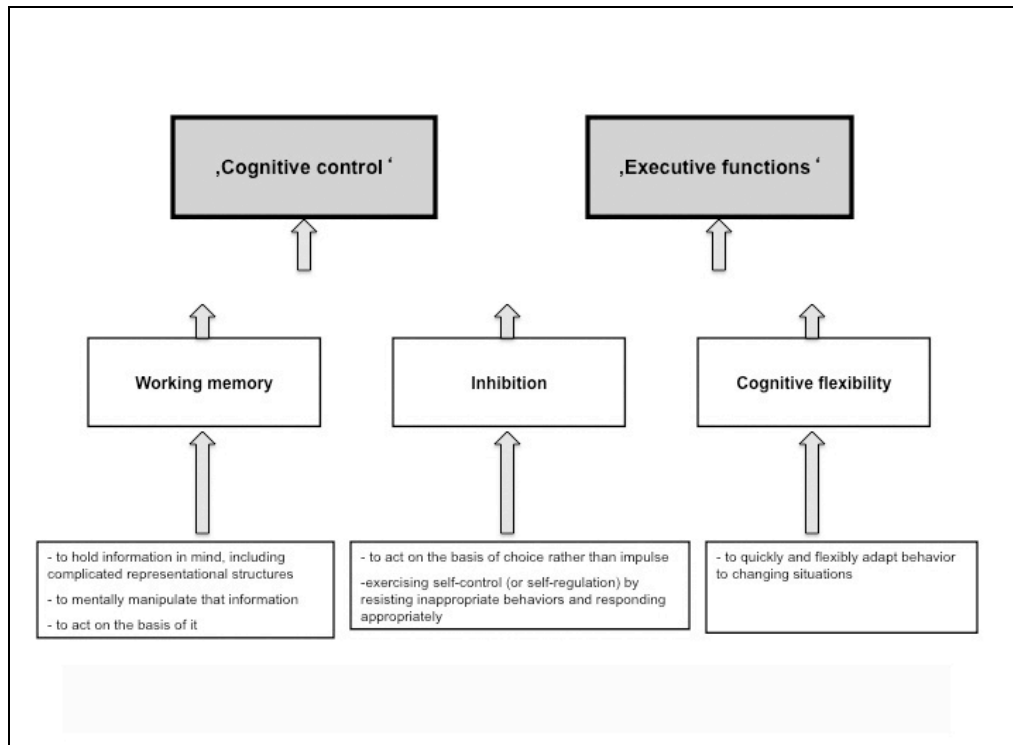 ‚Cognitive control ‘
‚Executive functions ‘
Working memory
Inhibition
Cognitive flexibility
- to hold information in mind, including
complicated representational structures
- to mentally manipulate that information
- to act on the basis of it
- to act on the basis of choice rather than impulse
-exercising self-control (or self-regulation) by
resisting inappropriate behaviors and responding
appropriately
- to quickly and flexibly adapt behavior
to changing situations